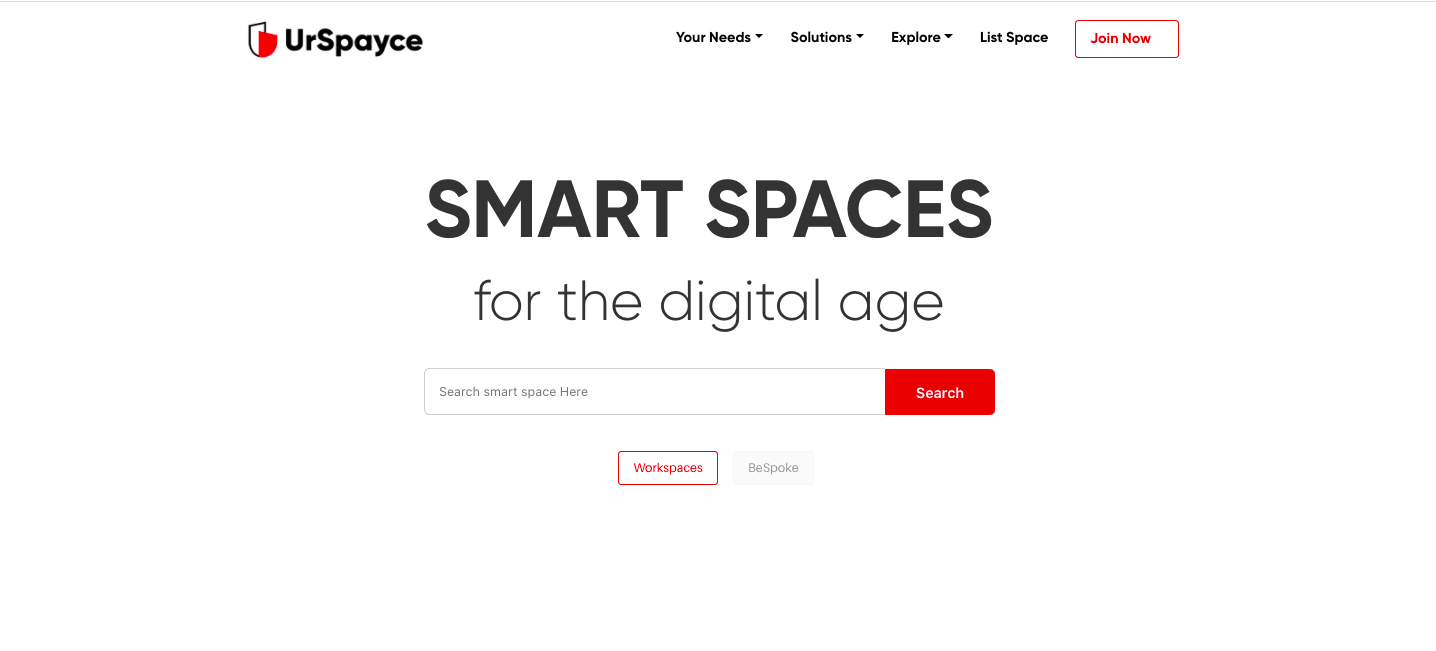 UrSpayce
Your Needs Solutions Explore List Space Join Now
SMART SPACES
for the digital age
Search smart space Here Search
Workspaces BeSpoke